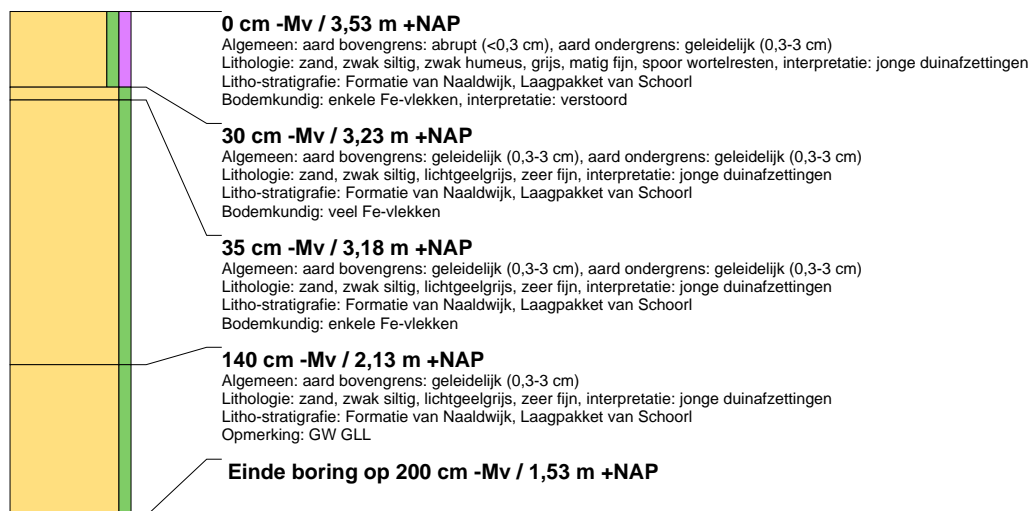 0 cm -Mv / 3,53 m +NAP
Algemeen: aard bovengrens: abrupt (<0,3 cm), aard ondergrens: geleidelijk (0,3-3 cm)
Lithologie: zand, zwak siltig, zwak humeus, grijs, matig fijn, spoor wortelresten, interpretatie: jonge duinafzettingen
Litho-stratigrafie: Formatie van Naaldwijk, Laagpakket van Schoorl
Bodemkundig: enkele Fe-vlekken, interpretatie: verstoord
30 cm -Mv / 3,23 m +NAP
Algemeen: aard bovengrens: geleidelijk (0,3-3 cm), aard ondergrens: geleidelijk (0,3-3 cm)
Lithologie: zand, zwak siltig, lichtgeelgrijs, zeer fijn, interpretatie: jonge duinafzettingen
Litho-stratigrafie: Formatie van Naaldwijk, Laagpakket van Schoorl
Bodemkundig: veel Fe-vlekken
35 cm -Mv / 3,18 m +NAP
Algemeen: aard bovengrens: geleidelijk (0,3-3 cm), aard ondergrens: geleidelijk (0,3-3 cm)
Lithologie: zand, zwak siltig, lichtgeelgrijs, zeer fijn, interpretatie: jonge duinafzettingen
Litho-stratigrafie: Formatie van Naaldwijk, Laagpakket van Schoorl
Bodemkundig: enkele Fe-vlekken
140 cm -Mv / 2,13 m +NAP
Algemeen: aard bovengrens: geleidelijk (0,3-3 cm)
Lithologie: zand, zwak siltig, lichtgeelgrijs, zeer fijn, interpretatie: jonge duinafzettingen
Litho-stratigrafie: Formatie van Naaldwijk, Laagpakket van Schoorl
Opmerking: GW GLL
Einde boring op 200 cm -Mv / 1,53 m +NAP